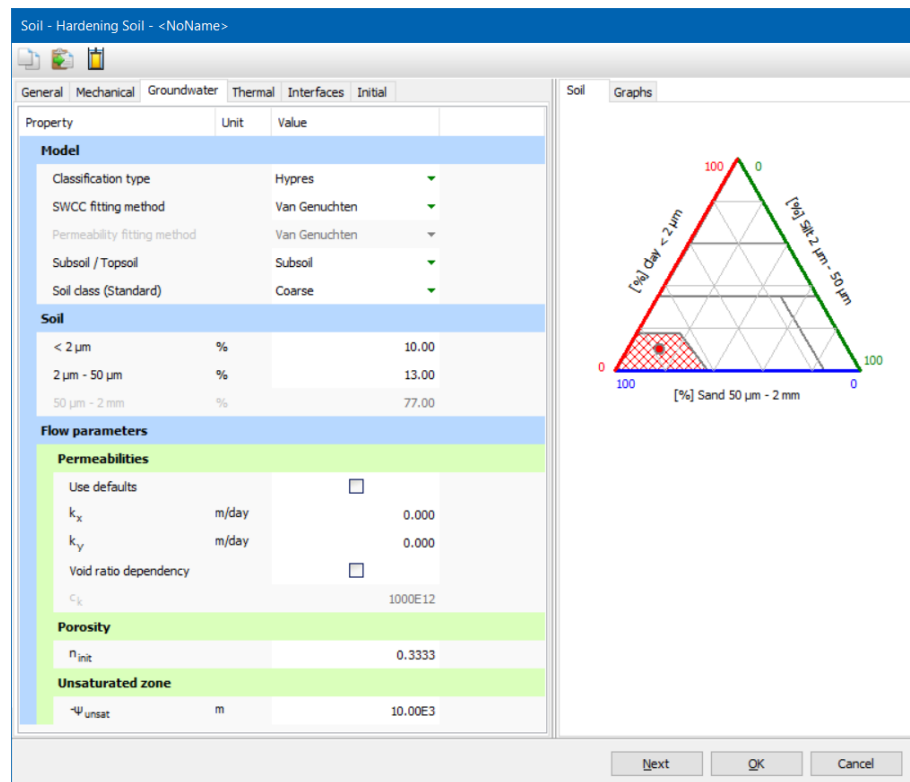 Soil - Hardening Soil - <NoName>
General Mechanical Groundwater Thermal Interfaces Initial
Property Unit Value
Model
Classification type Hypres
SWCC fitting method Van Genuchten
Permeability fitting method Van Genuchten
Subsoil / Topsoil Subsoil
Soil class (Standard) Coarse
Soil
< 2 µm % 10.00
2 µm - 50 µm % 13.00
50 µm - 2 mm % 77.00
Flow parameters
Permeabilities
Use defaults
kx m/day 0.000
ky m/day 0.000
Void ratio dependency
ck 1000E12
Porosity
ninit 0.3333
Unsaturated zone
-Ψunsat m 10.00E3
Soil Graphs
100 0
[%] Clay < 2 µm
[%] Silt 2 µm - 50 µm
0 100
100 0
[%] Sand 50 µm - 2 mm
Next OK Cancel